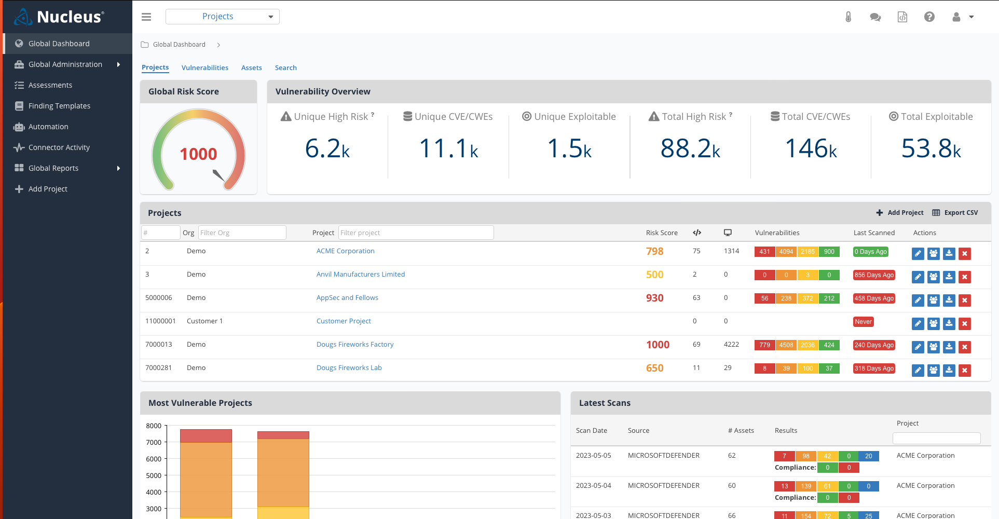 Nucleus®
Projects
Global Dashboard
Global Administration
Assessments
Finding Templates
Automation
Connector Activity
Global Reports
Add Project
Global Dashboard
Projects Vulnerabilities Assets Search
Global Risk Score
1000
Vulnerability Overview
Unique High Risk ? Unique CVE/CWEs Unique Exploitable Total High Risk ? Total CVE/CWEs Total Exploitable
6.2k 11.1k 1.5k 88.2k 146k 53.8k
Projects Add Project Export CSV
# Org Filter Org Project Filter project Risk Score Vulnerabilities Last Scanned Actions
2 Demo ACME Corporation 798 75 1314 431 4094 2185 900 0 Days Ago
3 Demo Anvil Manufacturers Limited 500 2 0 0 0 3 0 856 Days Ago
5000006 Demo AppSec and Fellows 930 63 0 56 238 372 212 458 Days Ago
11000001 Customer 1 Customer Project 0 0 Never
7000013 Demo Dougs Fireworks Factory 1000 69 4222 779 4508 2036 424 240 Days Ago
7000281 Demo Dougs Fireworks Lab 650 11 29 8 39 100 37 318 Days Ago
Most Vulnerable Projects
8000
7000
6000
5000
4000
3000
Latest Scans
Scan Date Source # Assets Results Project
2023-05-05 MICROSOFTDEFENDER 62 7 98 42 0 20 ACME Corporation
Compliance: 0 0
2023-05-04 MICROSOFTDEFENDER 60 13 139 61 0 0 ACME Corporation
Compliance: 0 0
2023-05-03 MICROSOFTDEFENDER 66 11 154 72 5 25 ACME Corporation